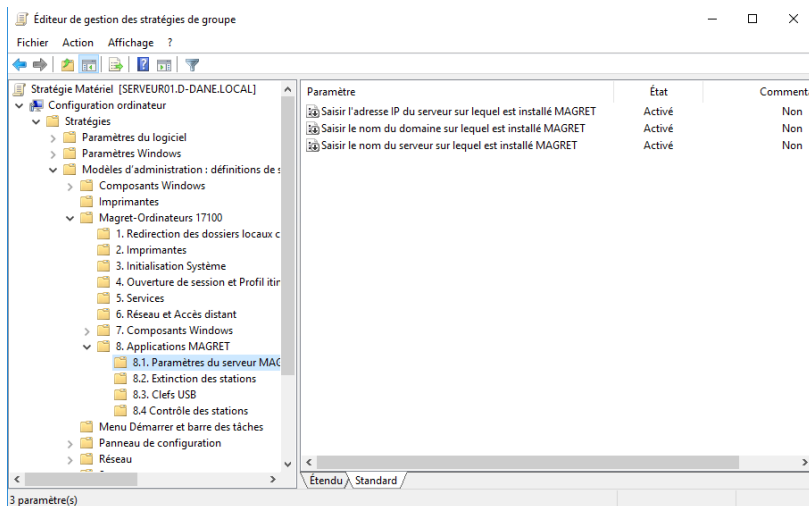 Éditeur de gestion des stratégies de groupe
Fichier Action Affichage ?
Stratégie Matériel [SERVEUR01.D-DANE.LOCAL]
Configuration ordinateur
Stratégies
Paramètres du logiciel
Paramètres Windows
Modèles d'administration : définitions de s
Composants Windows
Imprimantes
Magret-Ordinateurs 17100
1. Redirection des dossiers locaux c
2. Imprimantes
3. Initialisation Système
4. Ouverture de session et Profil itir
5. Services
6. Réseau et Accès distant
7. Composants Windows
8. Applications MAGRET
8.1. Paramètres du serveur MAG
8.2. Extinction des stations
8.3. Clefs USB
8.4 Contrôle des stations
Menu Démarrer et barre des tâches
Panneau de configuration
Réseau
Paramètre État Comment
Saisir l'adresse IP du serveur sur lequel est installé MAGRET Activé Non
Saisir le nom du domaine sur lequel est installé MAGRET Activé Non
Saisir le nom du serveur sur lequel est installé MAGRET Activé Non
Étendu Standard
3 paramètre(s)